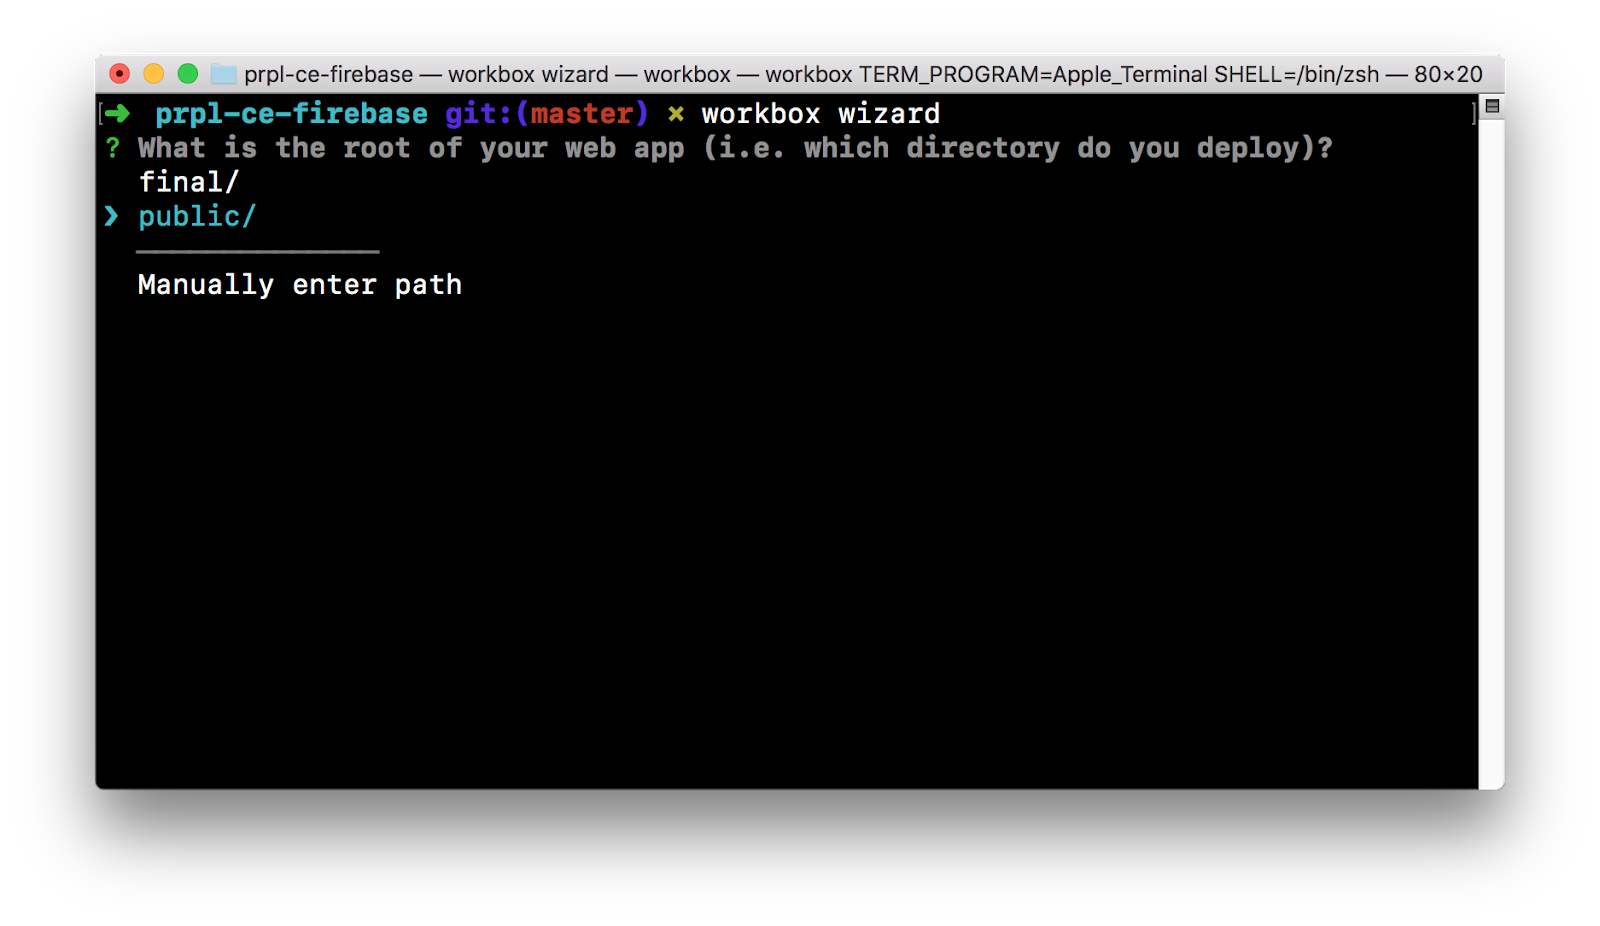 prpl-ce-firebase — workbox wizard — workbox — workbox TERM_PROGRAM=Apple_Terminal SHELL=/bin/zsh — 80×20
[➜ prpl-ce-firebase git:(master) ✗ workbox wizard ]
? What is the root of your web app (i.e. which directory do you deploy)?
final/
❯ public/
──────────────
Manually enter path